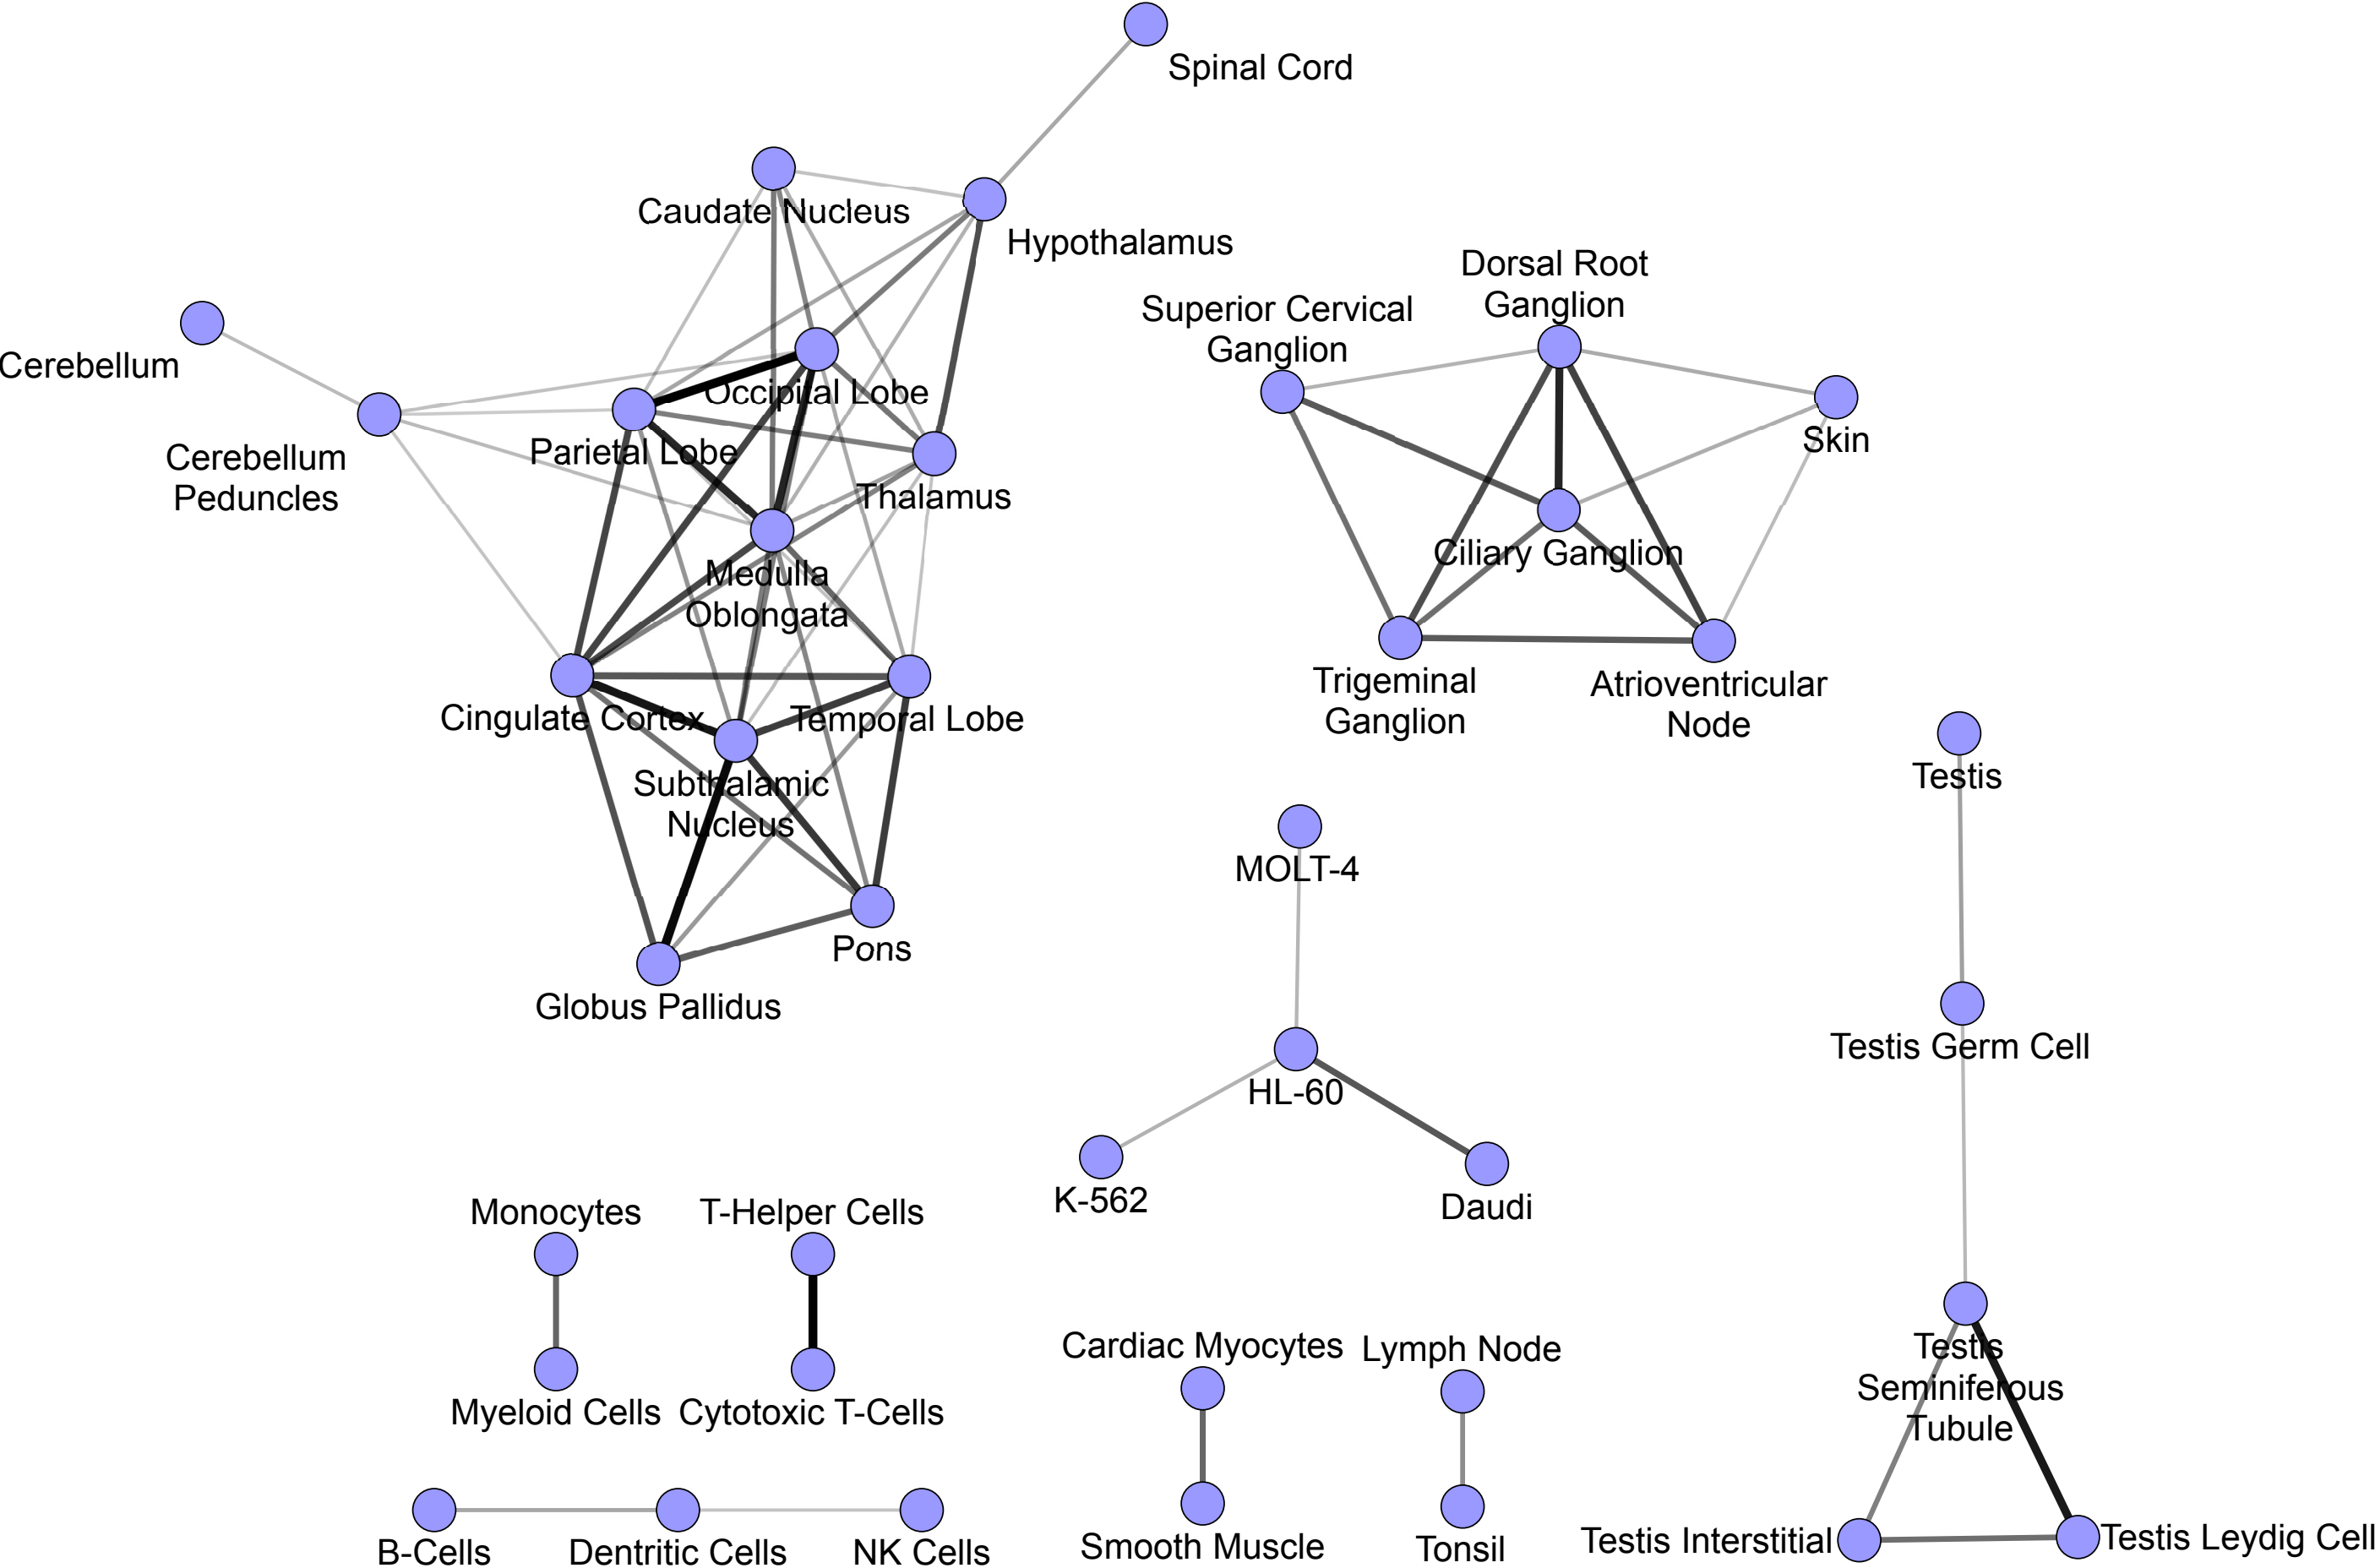 Spinal Cord
Caudate Nucleus
Hypothalamus
Dorsal Root
Ganglion
Superior Cervical
Ganglion
Cerebellum
Occipital Lobe
Skin
Parietal Lobe
Cerebellum
Peduncles
Thalamus
Ciliary Ganglion
Medulla
Oblongata
Trigeminal
Ganglion
Atrioventricular
Node
Cingulate Cortex
Temporal Lobe
Testis
Subthalamic
Nucleus
MOLT-4
Pons
Globus Pallidus
Testis Germ Cell
HL-60
K-562
Daudi
Monocytes
T-Helper Cells
Cardiac Myocytes
Lymph Node
Testis
Seminiferous
Tubule
Myeloid Cells
Cytotoxic T-Cells
B-Cells
Dentritic Cells
NK Cells
Smooth Muscle
Tonsil
Testis Interstitial
Testis Leydig Cell